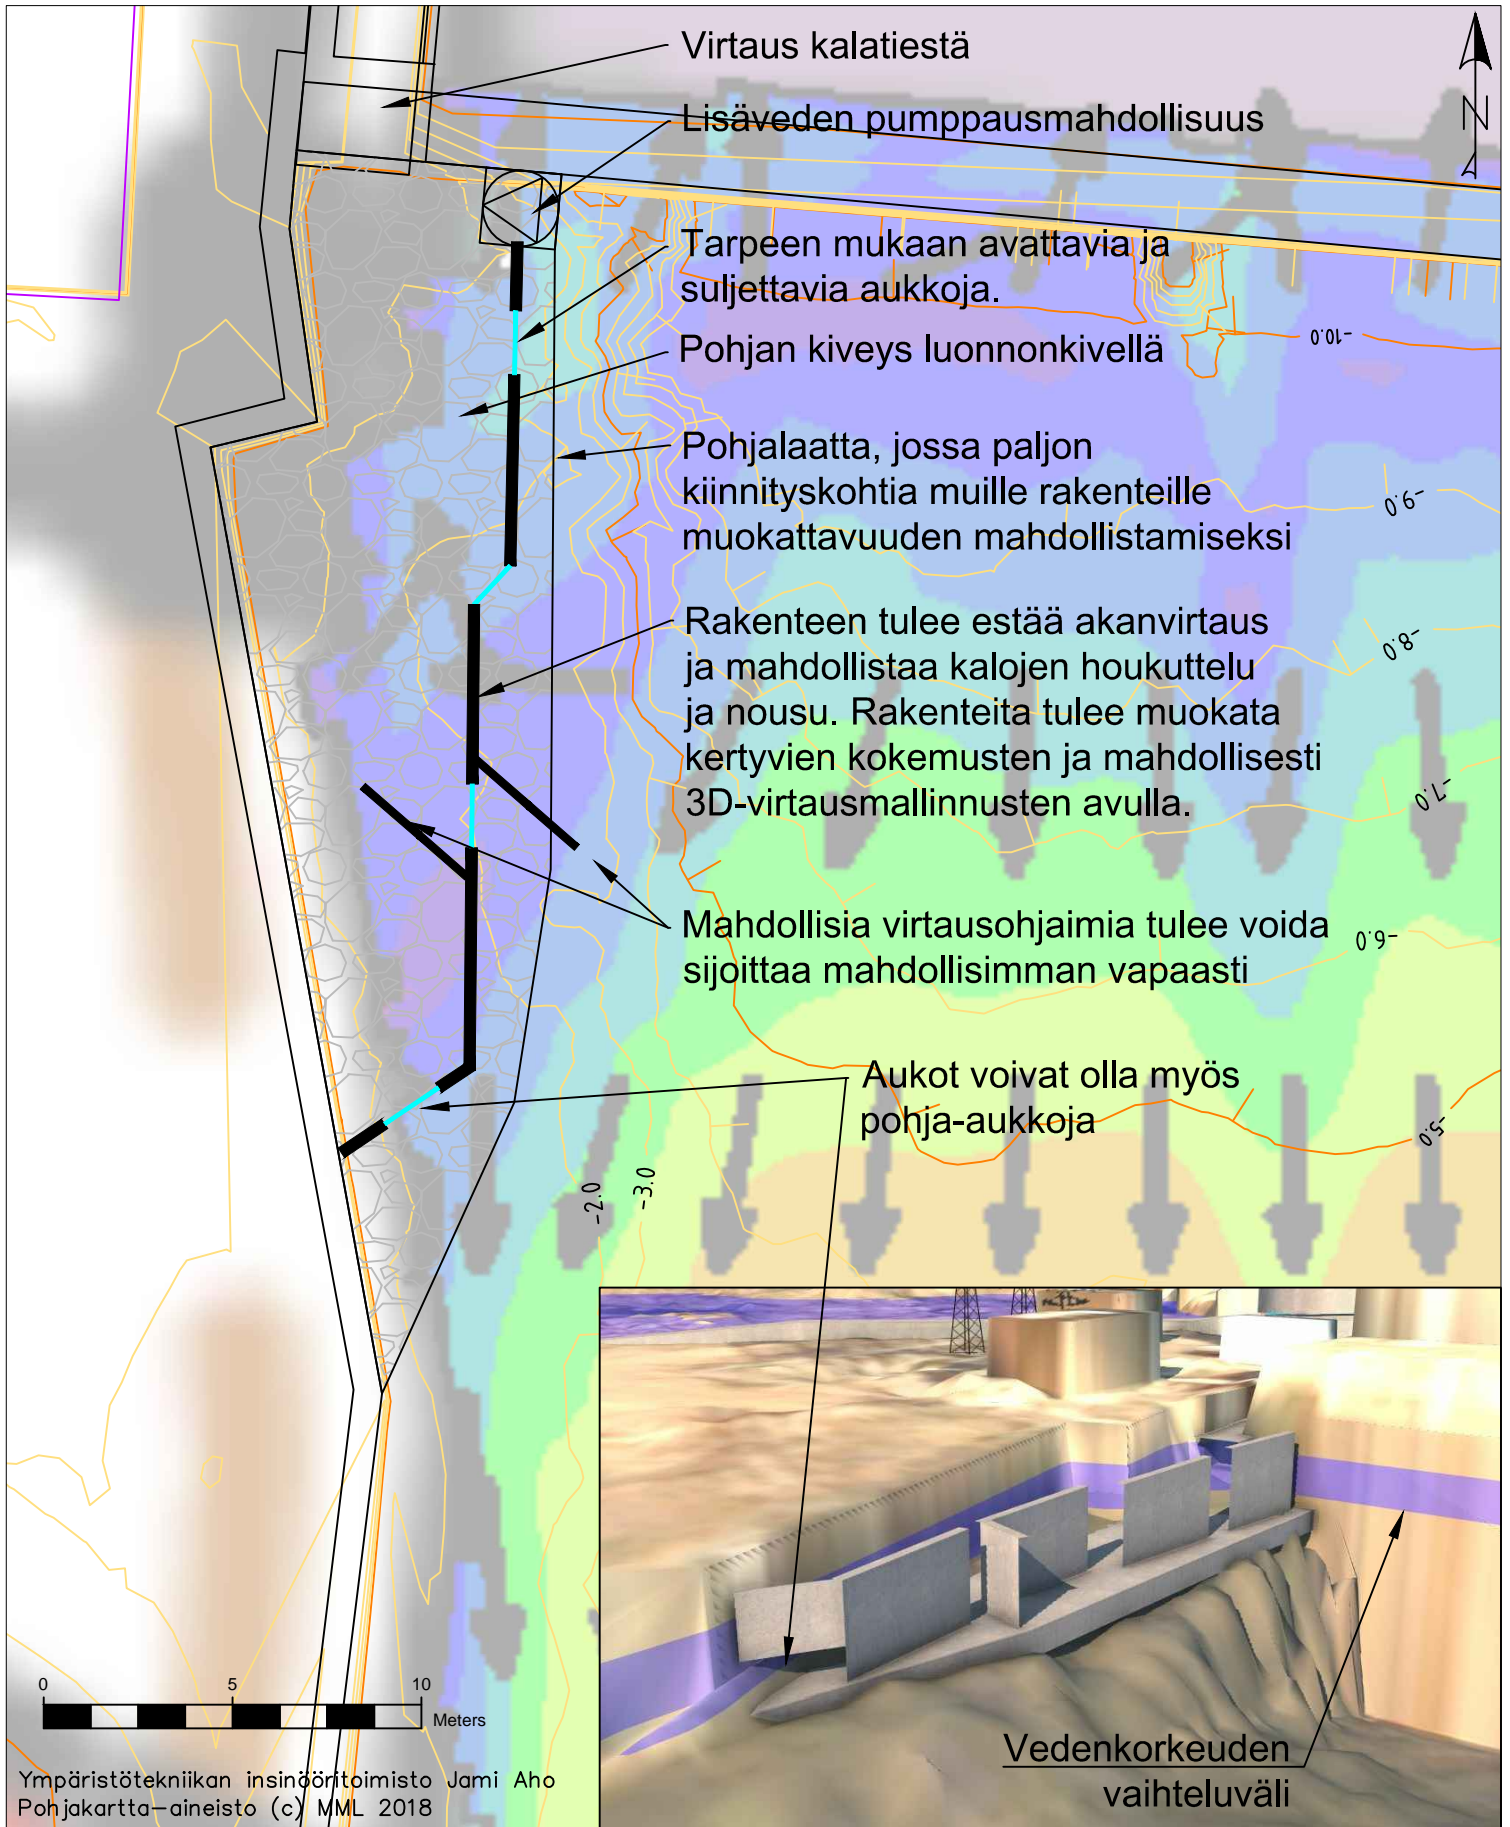 Virtaus kalatiestä
N
Lisäveden pumppausmahdollisuus
Tarpeen mukaan avattavia ja
suljettavia aukkoja.
-10.0
Pohjan kiveys luonnonkivellä
Pohjalaatta, jossa paljon
kiinnityskohtia muille rakenteille
muokattavuuden mahdollistamiseksi
-9.0
Rakenteen tulee estää akanvirtaus
ja mahdollistaa kalojen houkuttelu
ja nousu. Rakenteita tulee muokata
kertyvien kokemusten ja mahdollisesti
3D-virtausmallinnusten avulla.
-8.0
-7.0
Mahdollisia virtausohjaimia tulee voida
sijoittaa mahdollisimman vapaasti
-6.0
Aukot voivat olla myös
pohja-aukkoja
-5.0
-2.0
-3.0
0 5 10
Meters
Vedenkorkeuden
vaihteluväli
Ympäristötekniikan insinööritoimisto Jami Aho
Pohjakartta-aineisto (c) MML 2018